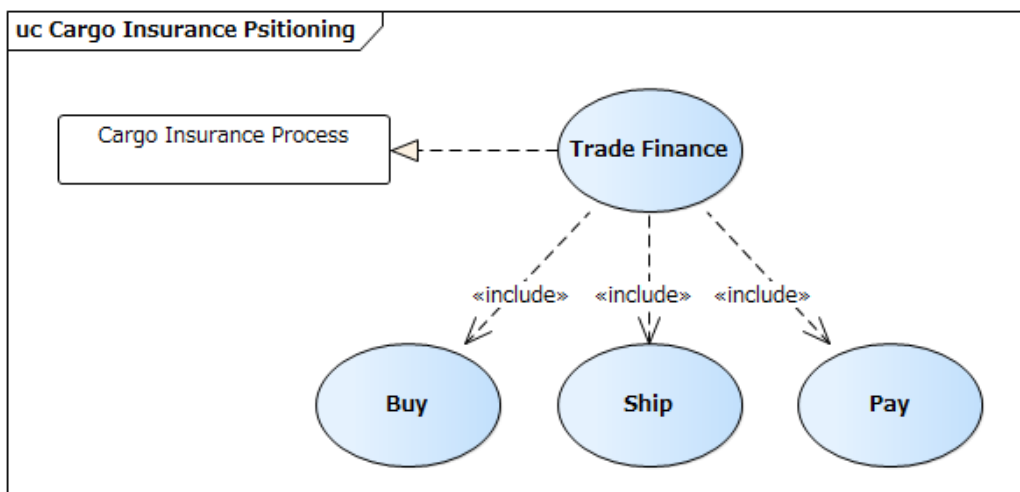 uc Cargo Insurance Psitioning
Cargo Insurance Process
Trade Finance
«include»
«include»
«include»
Buy
Ship
Pay